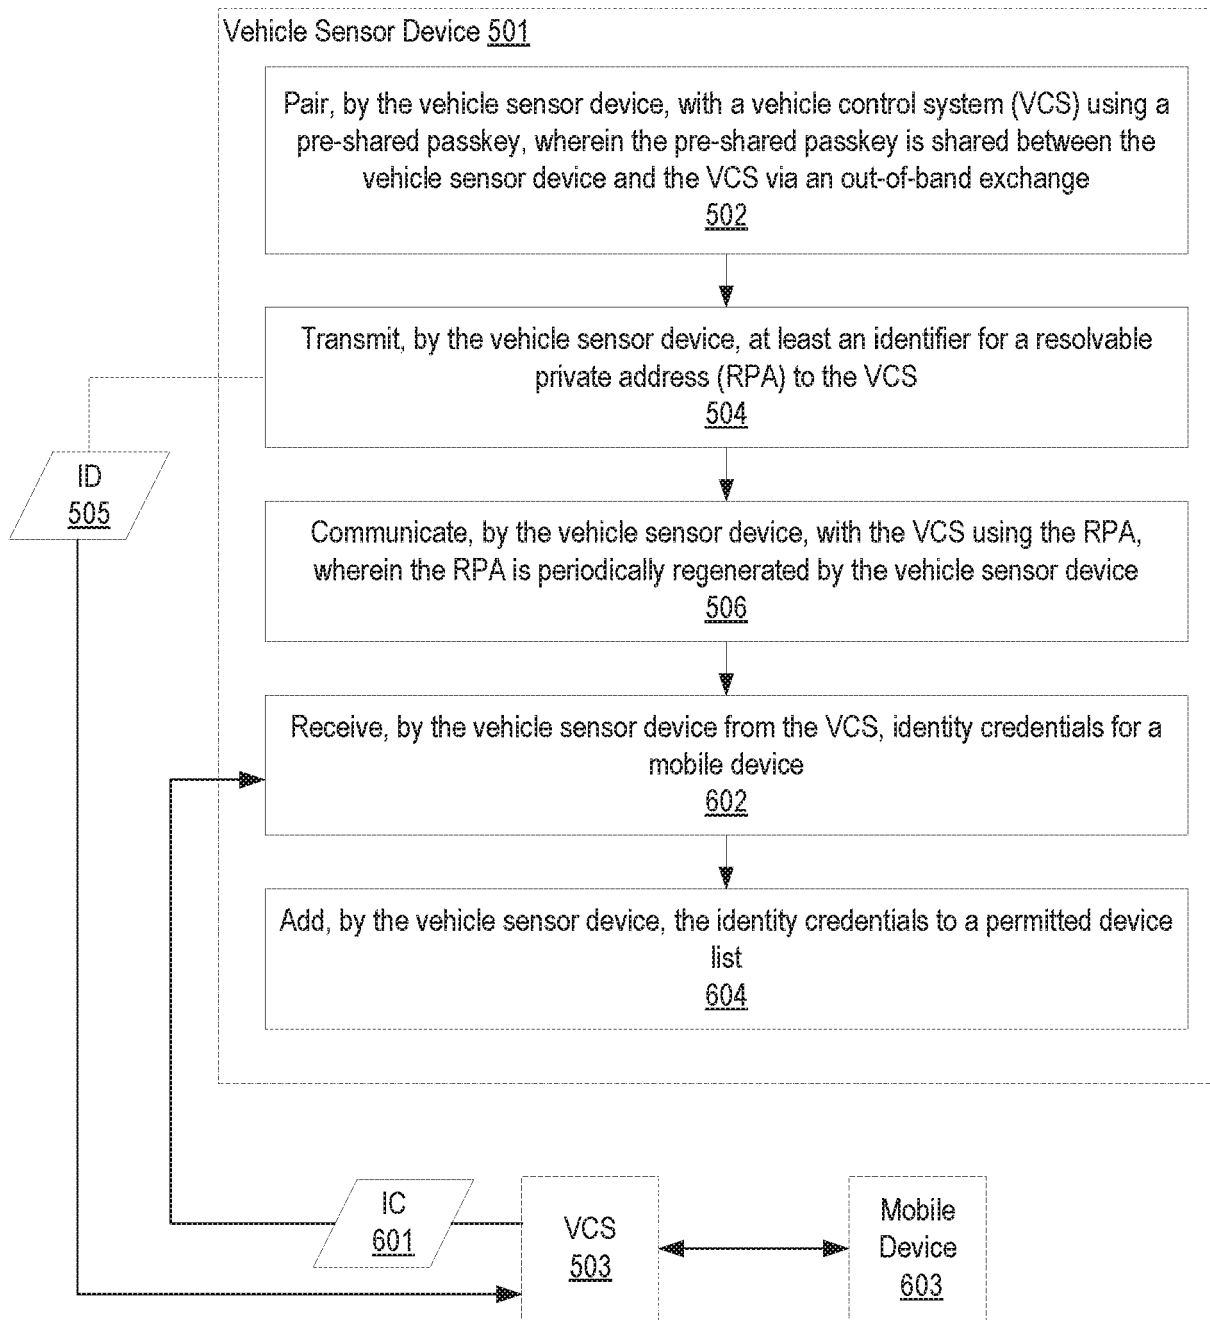 Vehicle Sensor Device 501
Pair, by the vehicle sensor device, with a vehicle control system (VCS) using a
pre-shared passkey, wherein the pre-shared passkey is shared between the
vehicle sensor device and the VCS via an out-of-band exchange
502
Transmit, by the vehicle sensor device, at least an identifier for a resolvable
private address (RPA) to the VCS
504
ID
505
Communicate, by the vehicle sensor device, with the VCS using the RPA,
wherein the RPA is periodically regenerated by the vehicle sensor device
506
Receive, by the vehicle sensor device from the VCS, identity credentials for a
mobile device
602
Add, by the vehicle sensor device, the identity credentials to a permitted device
list
604
IC
601
VCS
503
Mobile
Device
603